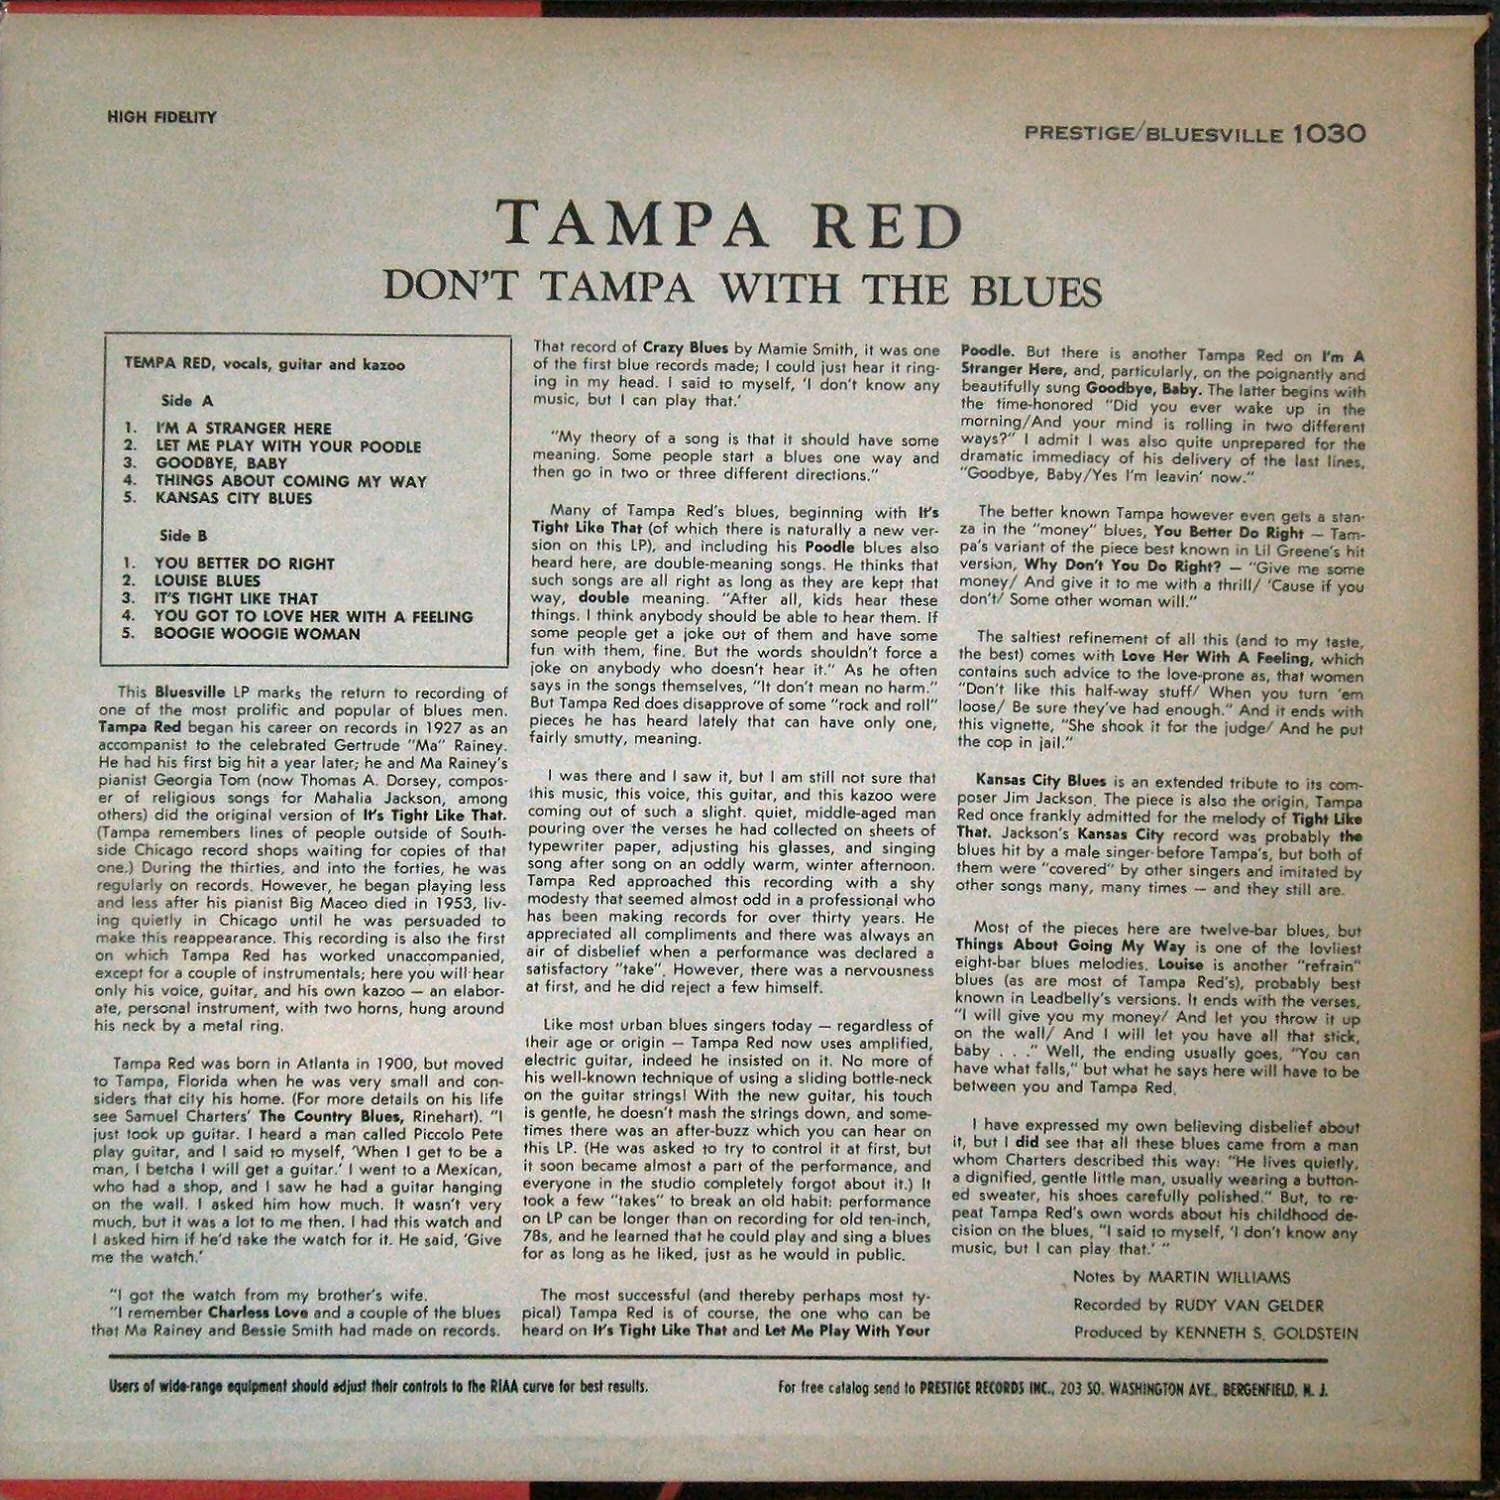 HIGH FIDELITY
PRESTIGE/BLUESVILLE 1030
TAMPA RED
DON'T TAMPA WITH THE BLUES
TEMPA RED, vocals, guitar and kazoo
Side A
1. I'M A STRANGER HERE
2. LET ME PLAY WITH YOUR POODLE
3. GOODBYE, BABY
4. THINGS ABOUT COMING MY WAY
5. KANSAS CITY BLUES
Side B
1. YOU BETTER DO RIGHT
2. LOUISE BLUES
3. IT'S TIGHT LIKE THAT
4. YOU GOT TO LOVE HER WITH A FEELING
5. BOOGIE WOOGIE WOMAN
This Bluesville LP marks the return to recording of
one of the most prolific and popular of blues men.
Tampa Red began his career on records in 1927 as an
accompanist to the celebrated Gertrude "Ma" Rainey.
He had his first big hit a year later; he and Ma Rainey's
pianist Georgia Tom (now Thomas A. Dorsey, compos-
er of religious songs for Mahalia Jackson, among
others) did the original version of It's Tight Like That.
(Tampa remembers lines of people outside of South-
side Chicago record shops waiting for copies of that
one.) During the thirties, and into the forties, he was
regularly on records. However, he began playing less
and less after his pianist Big Maceo died in 1953, liv-
ing quietly in Chicago until he was persuaded to
make this reappearance. This recording is also the first
on which Tampa Red has worked unaccompanied,
except for a couple of instrumentals; here you will hear
only his voice, guitar, and his own kazoo — an elabor-
ate, personal instrument, with two horns, hung around
his neck by a metal ring.
Tampa Red was born in Atlanta in 1900, but moved
to Tampa, Florida when he was very small and con-
siders that city his home. (For more details on his life
see Samuel Charters' The Country Blues, Rinehart). "I
just took up guitar. I heard a man called Piccolo Pete
play guitar, and I said to myself, 'When I get to be a
man, I betcha I will get a guitar.' I went to a Mexican,
who had a shop, and I saw he had a guitar hanging
on the wall. I asked him how much. It wasn't very
much, but it was a lot to me then. I had this watch and
I asked him if he'd take the watch for it. He said, 'Give
me the watch.'
"I got the watch from my brother's wife.
"I remember Charless Love and a couple of the blues
that Ma Rainey and Bessie Smith had made on records.
That record of Crazy Blues by Mamie Smith, it was one
of the first blue records made; I could just hear it ring-
ing in my head. I said to myself, 'I don't know any
music, but I can play that.'
"My theory of a song is that it should have some
meaning. Some people start a blues one way and
then go in two or three different directions."
Many of Tampa Red's blues, beginning with It's
Tight Like That (of which there is naturally a new ver-
sion on this LP), and including his Poodle blues also
heard here, are double-meaning songs. He thinks that
such songs are all right as long as they are kept that
way, double meaning. "After all, kids hear these
things. I think anybody should be able to hear them. If
some people get a joke out of them and have some
fun with them, fine. But the words shouldn't force a
joke on anybody who doesn't hear it." As he often
says in the songs themselves, "It don't mean no harm."
But Tampa Red does disapprove of some "rock and roll"
pieces he has heard lately that can have only one,
fairly smutty, meaning.
I was there and I saw it, but I am still not sure that
this music, this voice, this guitar, and this kazoo were
coming out of such a slight. quiet, middle-aged man
pouring over the verses he had collected on sheets of
typewriter paper, adjusting his glasses, and singing
song after song on an oddly warm, winter afternoon.
Tampa Red approached this recording with a shy
modesty that seemed almost odd in a professional who
has been making records for over thirty years. He
appreciated all compliments and there was always an
air of disbelief when a performance was declared a
satisfactory "take". However, there was a nervousness
at first, and he did reject a few himself.
Like most urban blues singers today — regardless of
their age or origin — Tampa Red now uses amplified,
electric guitar, indeed he insisted on it. No more of
his well-known technique of using a sliding bottle-neck
on the guitar strings! With the new guitar, his touch
is gentle, he doesn't mash the strings down, and some-
times there was an after-buzz which you can hear on
this LP. (He was asked to try to control it at first, but
it soon became almost a part of the performance, and
everyone in the studio completely forgot about it.) It
took a few "takes" to break an old habit: performance
on LP can be longer than on recording for old ten-inch,
78s, and he learned that he could play and sing a blues
for as long as he liked, just as he would in public.
The most successful (and thereby perhaps most ty-
pical) Tampa Red is of course, the one who can be
heard on It's Tight Like That and Let Me Play With Your
Poodle. But there is another Tampa Red on I'm A
Stranger Here, and, particularly, on the poignantly and
beautifully sung Goodbye, Baby. The latter begins with
the time-honored "Did you ever wake up in the
morning/And your mind is rolling in two different
ways?" I admit I was also quite unprepared for the
dramatic immediacy of his delivery of the last lines,
"Goodbye, Baby/Yes I'm leavin' now."
The better known Tampa however even gets a stan-
za in the "money" blues, You Better Do Right — Tam-
pa's variant of the piece best known in Lil Greene's hit
version, Why Don't You Do Right? — "Give me some
money/ And give it to me with a thrill/ 'Cause if you
don't/ Some other woman will."
The saltiest refinement of all this (and to my taste,
the best) comes with Love Her With A Feeling, which
contains such advice to the love-prone as, that women
"Don't like this half-way stuff/ When you turn 'em
loose/ Be sure they've had enough." And it ends with
this vignette, "She shook it for the judge/ And he put
the cop in jail."
Kansas City Blues is an extended tribute to its com-
poser Jim Jackson. The piece is also the origin, Tampa
Red once frankly admitted for the melody of Tight Like
That. Jackson's Kansas City record was probably the
blues hit by a male singer before Tampa's, but both of
them were "covered" by other singers and imitated by
other songs many, many times — and they still are.
Most of the pieces here are twelve-bar blues, but
Things About Going My Way is one of the lovliest
eight-bar blues melodies. Louise is another "refrain"
blues (as are most of Tampa Red's), probably best
known in Leadbelly's versions. It ends with the verses,
"I will give you my money/ And let you throw it up
on the wall/ And I will let you have all that stick,
baby . . ." Well, the ending usually goes, "You can
have what falls," but what he says here will have to be
between you and Tampa Red.
I have expressed my own believing disbelief about
it, but I did see that all these blues came from a man
whom Charters described this way: "He lives quietly,
a dignified, gentle little man, usually wearing a button-
ed sweater, his shoes carefully polished." But, to re-
peat Tampa Red's own words about his childhood de-
cision on the blues, "I said to myself, 'I don't know any
music, but I can play that.' "
Notes by MARTIN WILLIAMS
Recorded by RUDY VAN GELDER
Produced by KENNETH S. GOLDSTEIN
Users of wide-range equipment should adjust their controls to the RIAA curve for best results.
For free catalog send to PRESTIGE RECORDS INC., 203 SO. WASHINGTON AVE., BERGENFIELD, N. J.